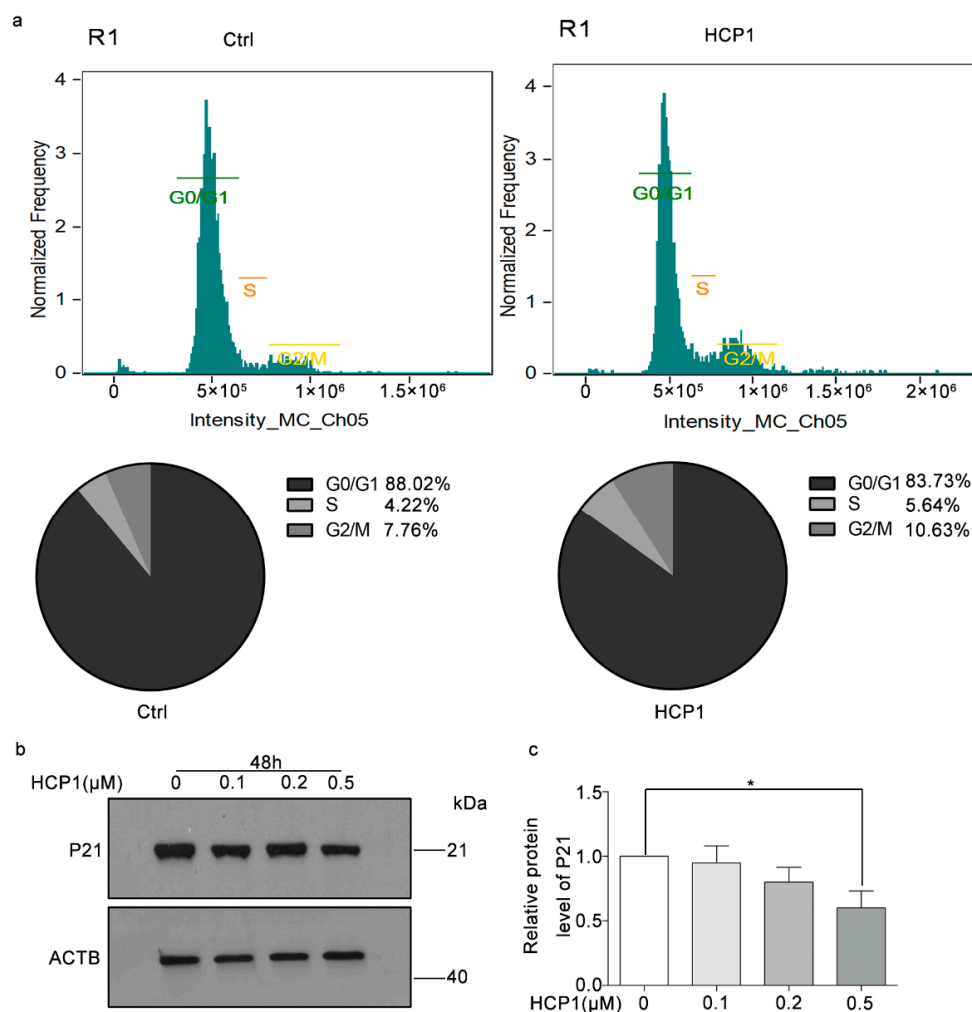 a
R1 Ctrl
4
3
2
1
0
Normalized Frequency
G0/G1
S
G2/M
0 5•10⁵ 1•10⁶ 1.5•10⁶
Intensity_MC_Ch05
R1 HCP1
4
3
2
1
0
Normalized Frequency
G0/G1
S
G2/M
0 5•10⁵ 1•10⁶ 1.5•10⁶ 2•10⁶
Intensity_MC_Ch05
G0/G1 88.02%
S 4.22%
G2/M 7.76%
Ctrl
G0/G1 83.73%
S 5.64%
G2/M 10.63%
HCP1
b
48h
HCP1(μM) 0 0.1 0.2 0.5
kDa
P21 21
ACTB
40
c
*
1.5
1.0
0.5
0.0
Relative protein
level of P21
HCP1(μM) 0 0.1 0.2 0.5